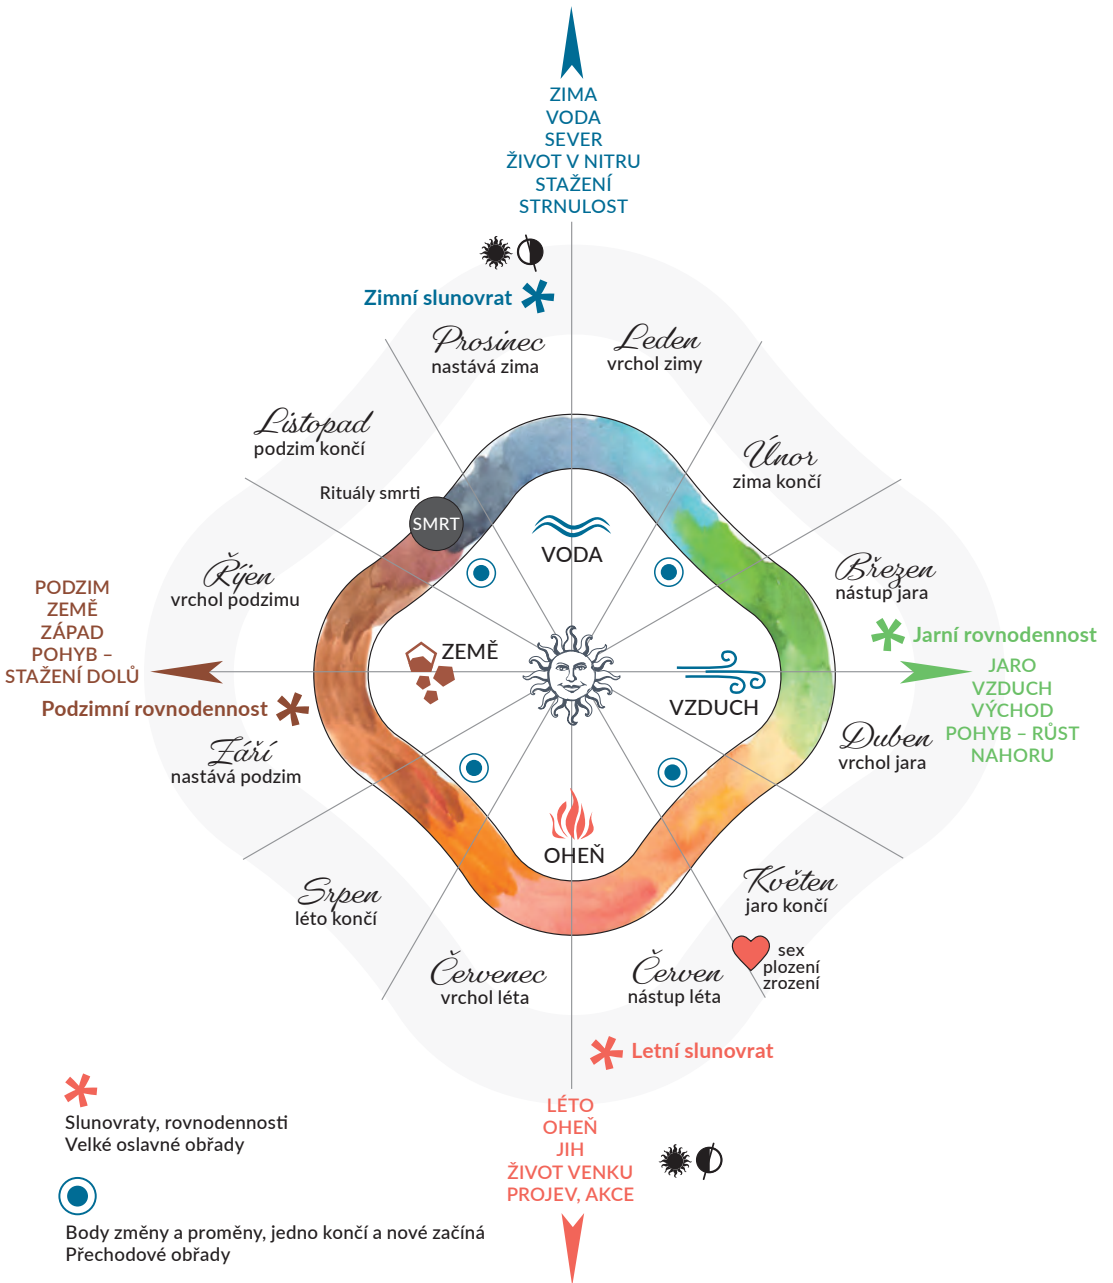 ZIMA
VODA
SEVER
ŽIVOT V NITRU
STAŽENÍ
STRNULOST
Zimní slunovrat
Prosinec
nastává zima
Leden
vrchol zimy
Listopad
podzim končí
Únor
zima končí
Rituály smrti
SMRT
VODA
Říjen
vrchol podzimu
Březen
nástup jara
PODZIM
ZEMĚ
ZÁPAD
POHYB –
STAŽENÍ DOLŮ
ZEMĚ
VZDUCH
Jarní rovnodennost
JARO
VZDUCH
VÝCHOD
POHYB – RŮST
NAHORU
Podzimní rovnodennost
Září
nastává podzim
Duben
vrchol jara
OHEŇ
Srpen
léto končí
Květen
jaro končí
sex
plození
zrození
Červenec
vrchol léta
Červen
nástup léta
Letní slunovrat
LÉTO
OHEŇ
JIH
ŽIVOT VENKU
PROJEV, AKCE
Slunovraty, rovnodennosti
Velké oslavné obřady
Body změny a proměny, jedno končí a nové začíná
Přechodové obřady